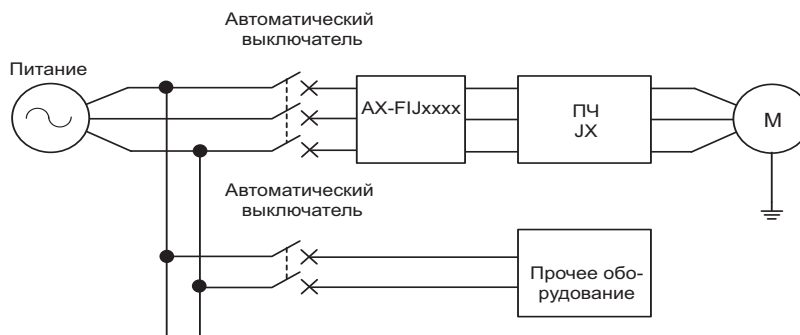 Автоматический
выключатель
Питание
AX-FIJxxxx
ПЧ
JX
M
Автоматический
выключатель
Прочее обо-
рудование